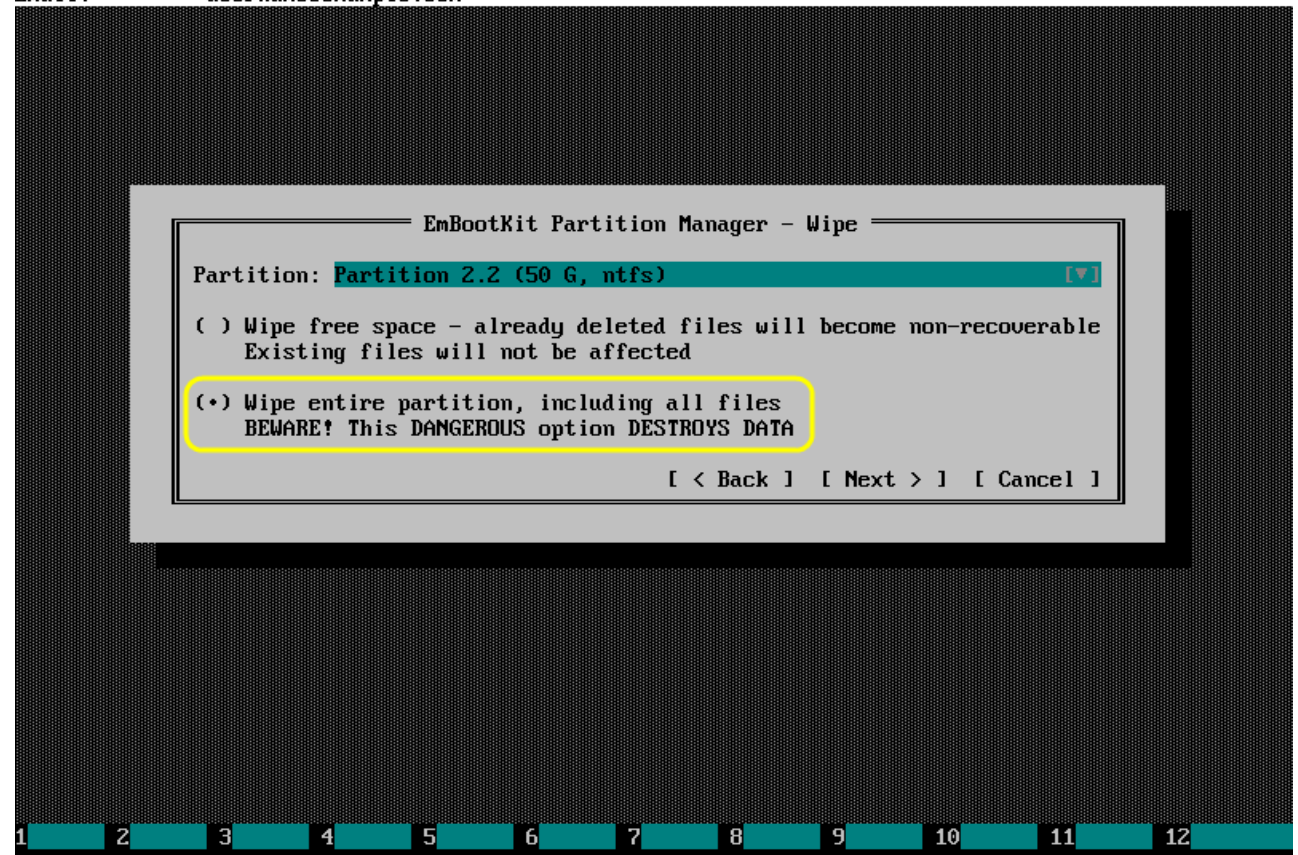 EmBootKit Partition Manager - Wipe
Partition: Partition 2.2 (50 G, ntfs) [▼]
( ) Wipe free space - already deleted files will become non-recoverable
Existing files will not be affected
(•) Wipe entire partition, including all files
BEWARE! This DANGEROUS option DESTROYS DATA
[ < Back ] [ Next > ] [ Cancel ]
1 2 3 4 5 6 7 8 9 10 11 12